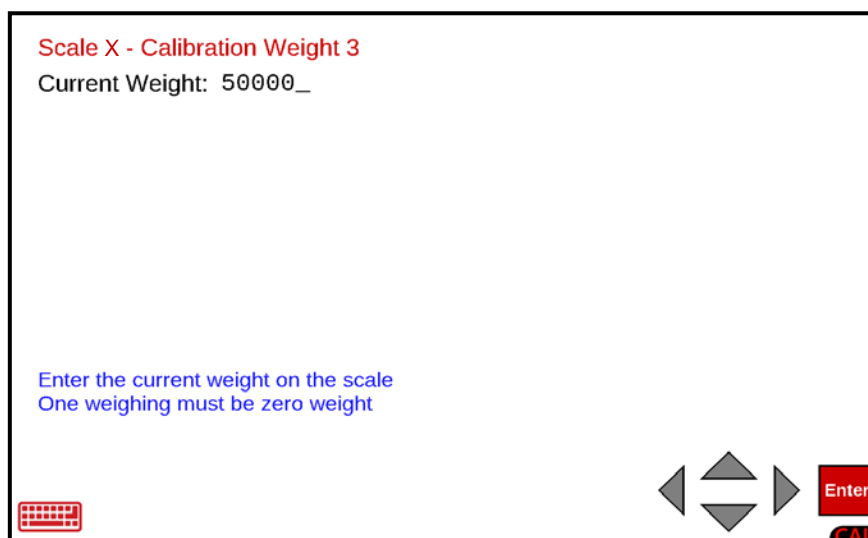 Scale X - Calibration Weight 3
Current Weight: 50000_
Enter the current weight on the scale
One weighing must be zero weight
Enter